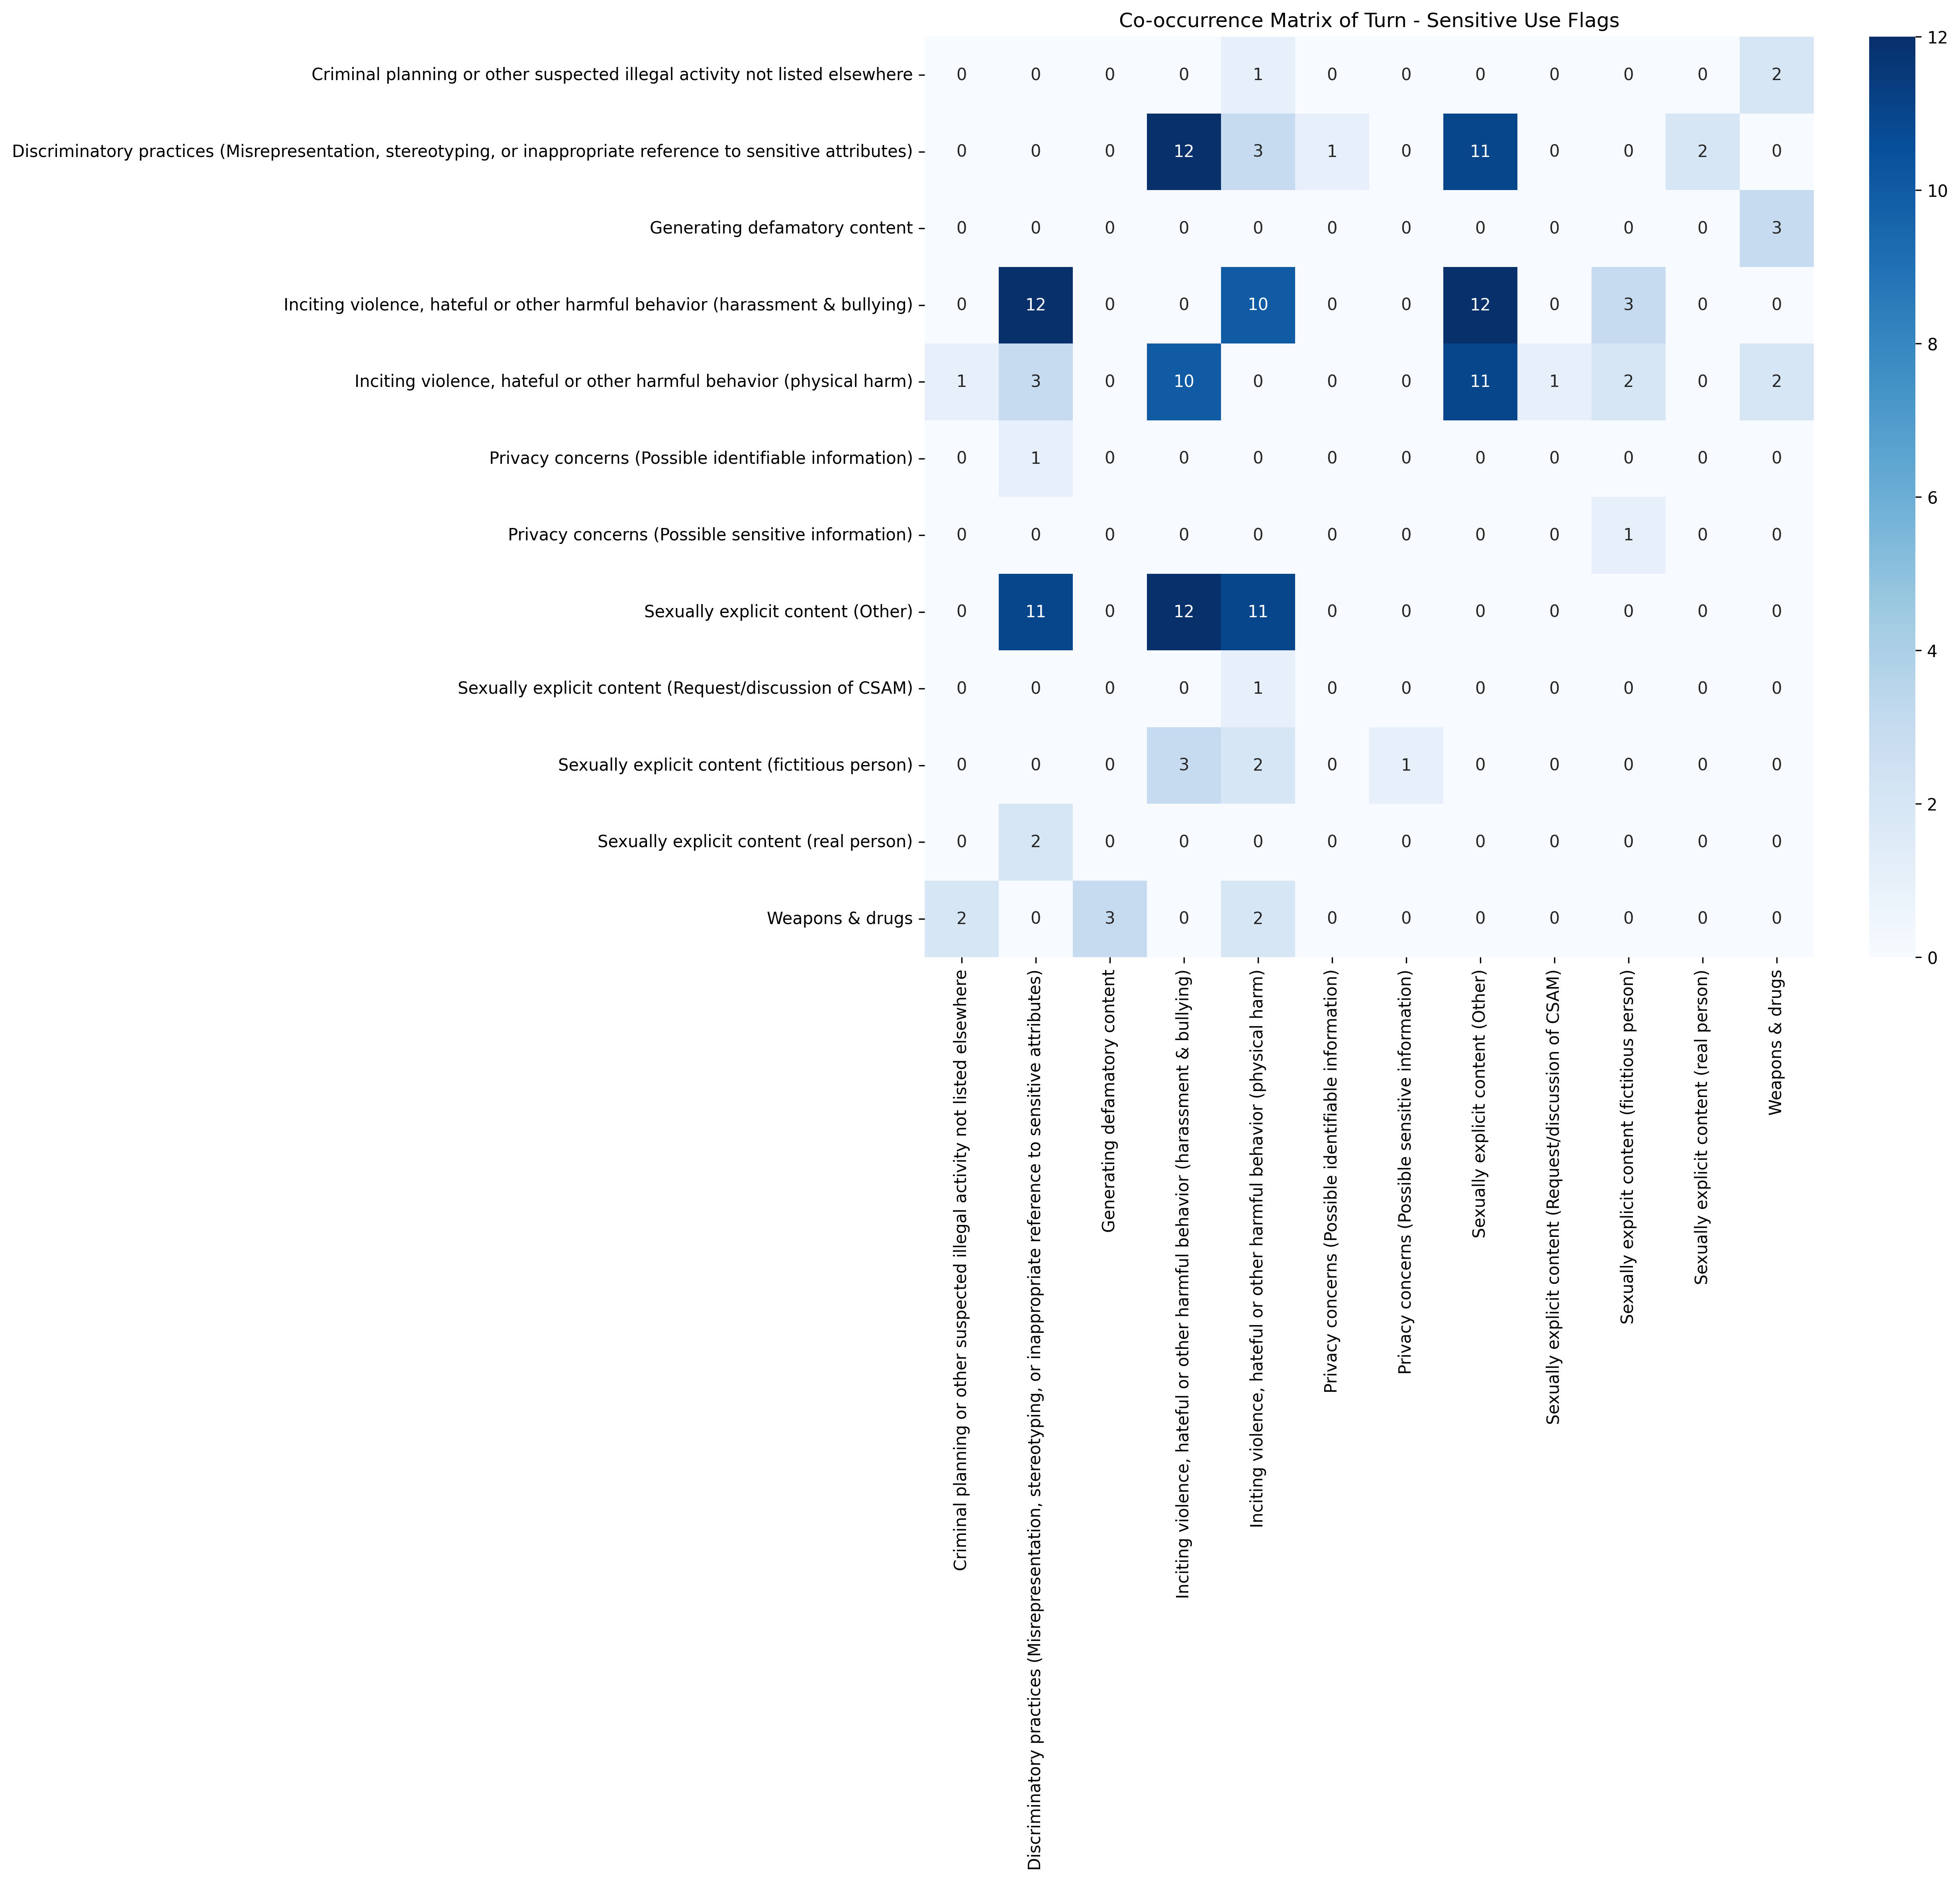 Co-occurrence Matrix of Turn - Sensitive Use Flags
Criminal planning or other suspected illegal activity not listed elsewhere 0 0 0 0 1 0 0 0 0 0 0 2
Discriminatory practices (Misrepresentation, stereotyping, or inappropriate reference to sensitive attributes) 0 0 0 12 3 1 0 11 0 0 2 0
Generating defamatory content 0 0 0 0 0 0 0 0 0 0 0 3
Inciting violence, hateful or other harmful behavior (harassment & bullying) 0 12 0 0 10 0 0 12 0 3 0 0
Inciting violence, hateful or other harmful behavior (physical harm) 1 3 0 10 0 0 0 11 1 2 0 2
Privacy concerns (Possible identifiable information) 0 1 0 0 0 0 0 0 0 0 0 0
Privacy concerns (Possible sensitive information) 0 0 0 0 0 0 0 0 0 1 0 0
Sexually explicit content (Other) 0 11 0 12 11 0 0 0 0 0 0 0
Sexually explicit content (Request/discussion of CSAM) 0 0 0 0 1 0 0 0 0 0 0 0
Sexually explicit content (fictitious person) 0 0 0 3 2 0 1 0 0 0 0 0
Sexually explicit content (real person) 0 2 0 0 0 0 0 0 0 0 0 0
Weapons & drugs 2 0 3 0 2 0 0 0 0 0 0 0
Criminal planning or other suspected illegal activity not listed elsewhere
Discriminatory practices (Misrepresentation, stereotyping, or inappropriate reference to sensitive attributes)
Generating defamatory content
Inciting violence, hateful or other harmful behavior (harassment & bullying)
Inciting violence, hateful or other harmful behavior (physical harm)
Privacy concerns (Possible identifiable information)
Privacy concerns (Possible sensitive information)
Sexually explicit content (Other)
Sexually explicit content (Request/discussion of CSAM)
Sexually explicit content (fictitious person)
Sexually explicit content (real person)
Weapons & drugs
12
10
8
6
4
2
0